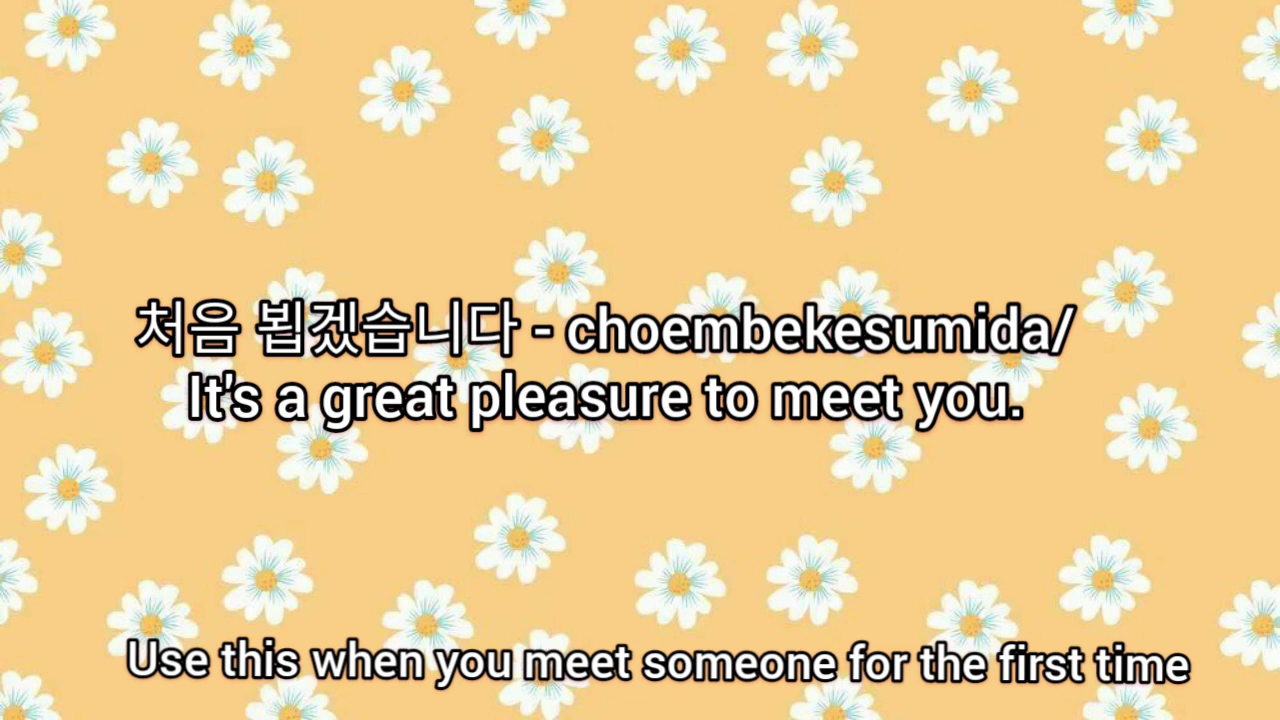 처음 뵙겠습니다 - choembekesumida/
It's a great pleasure to meet you.
Use this when you meet someone for the first time